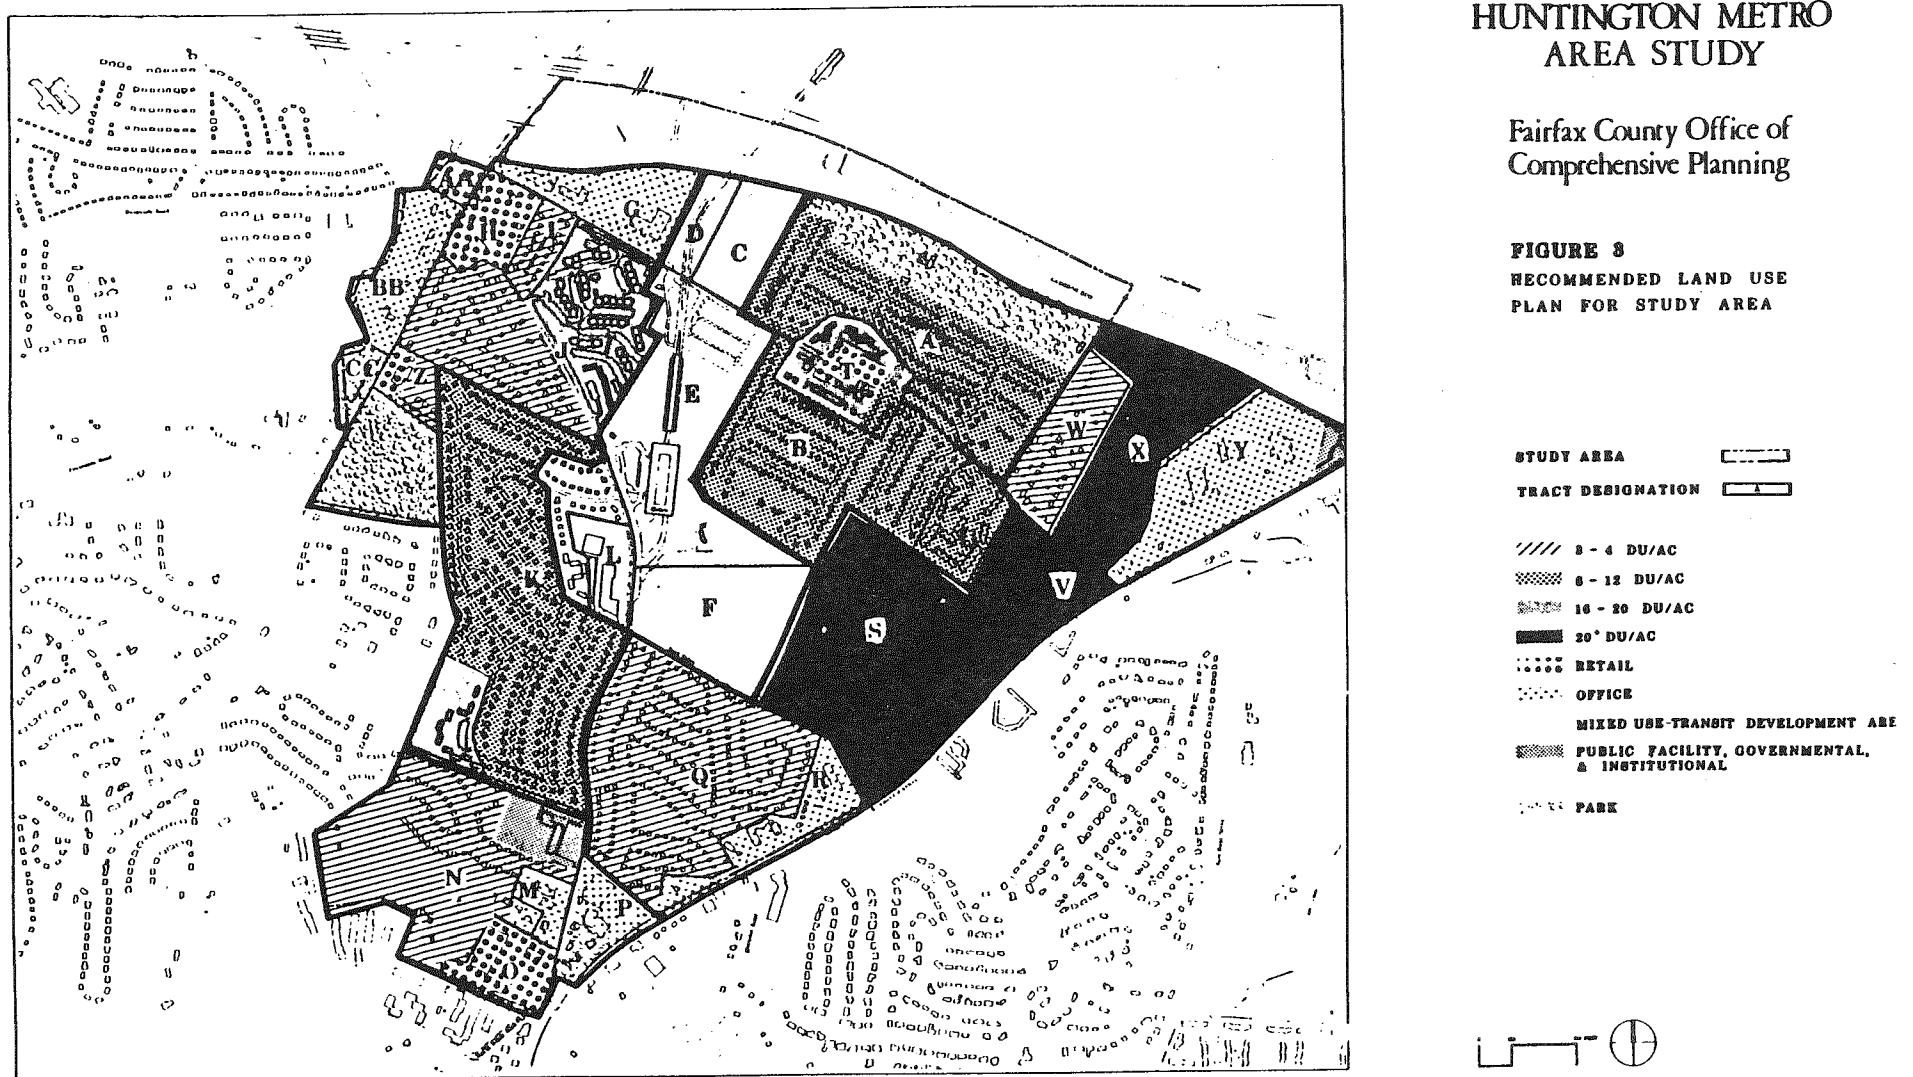 HUNTINGTON METRO
AREA STUDY
Fairfax County Office of
Comprehensive Planning
FIGURE 3
RECOMMENDED LAND USE
PLAN FOR STUDY AREA
STUDY AREA
TRACT DESIGNATION
A
3 - 4 DU/AC
8 - 12 DU/AC
16 - 20 DU/AC
20+ DU/AC
RETAIL
OFFICE
MIXED USE-TRANSIT DEVELOPMENT ARE
PUBLIC FACILITY, GOVERNMENTAL,
& INSTITUTIONAL
PARK
AA
G
H
I
D
C
BB
A
J
T
CC
Z
E
B
W
X
Y
L
K
U
V
F
S
Q
R
N
M
P
O